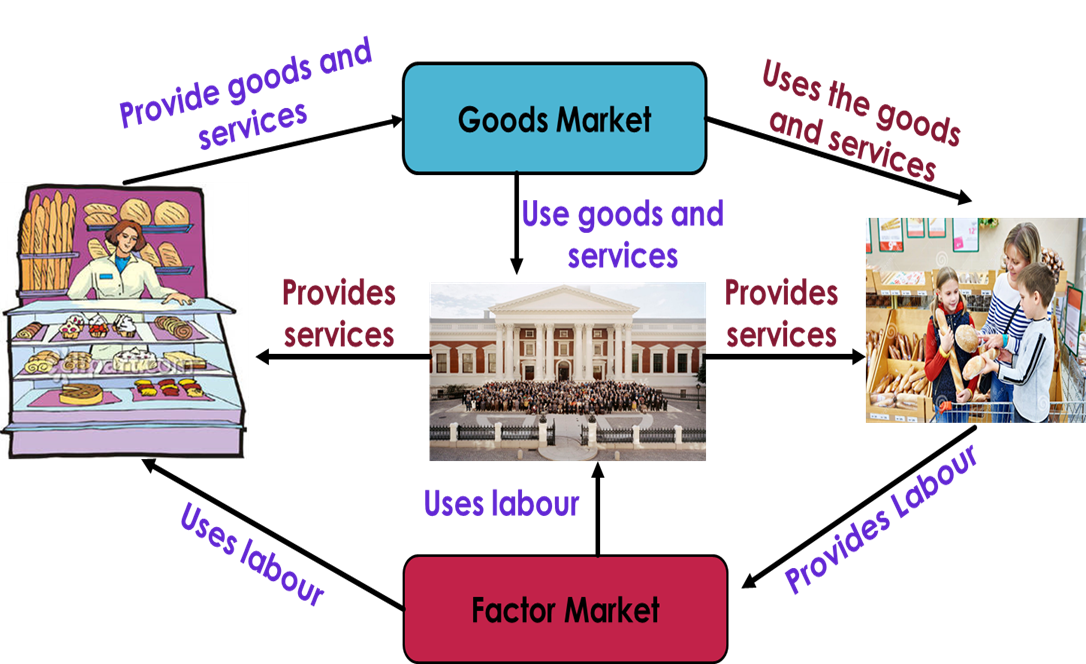 Provide goods and
services
Goods Market
Uses the goods
and services
Use goods and
services
Provides
services
Provides
services
Uses labour
Uses labour
Provides Labour
Factor Market